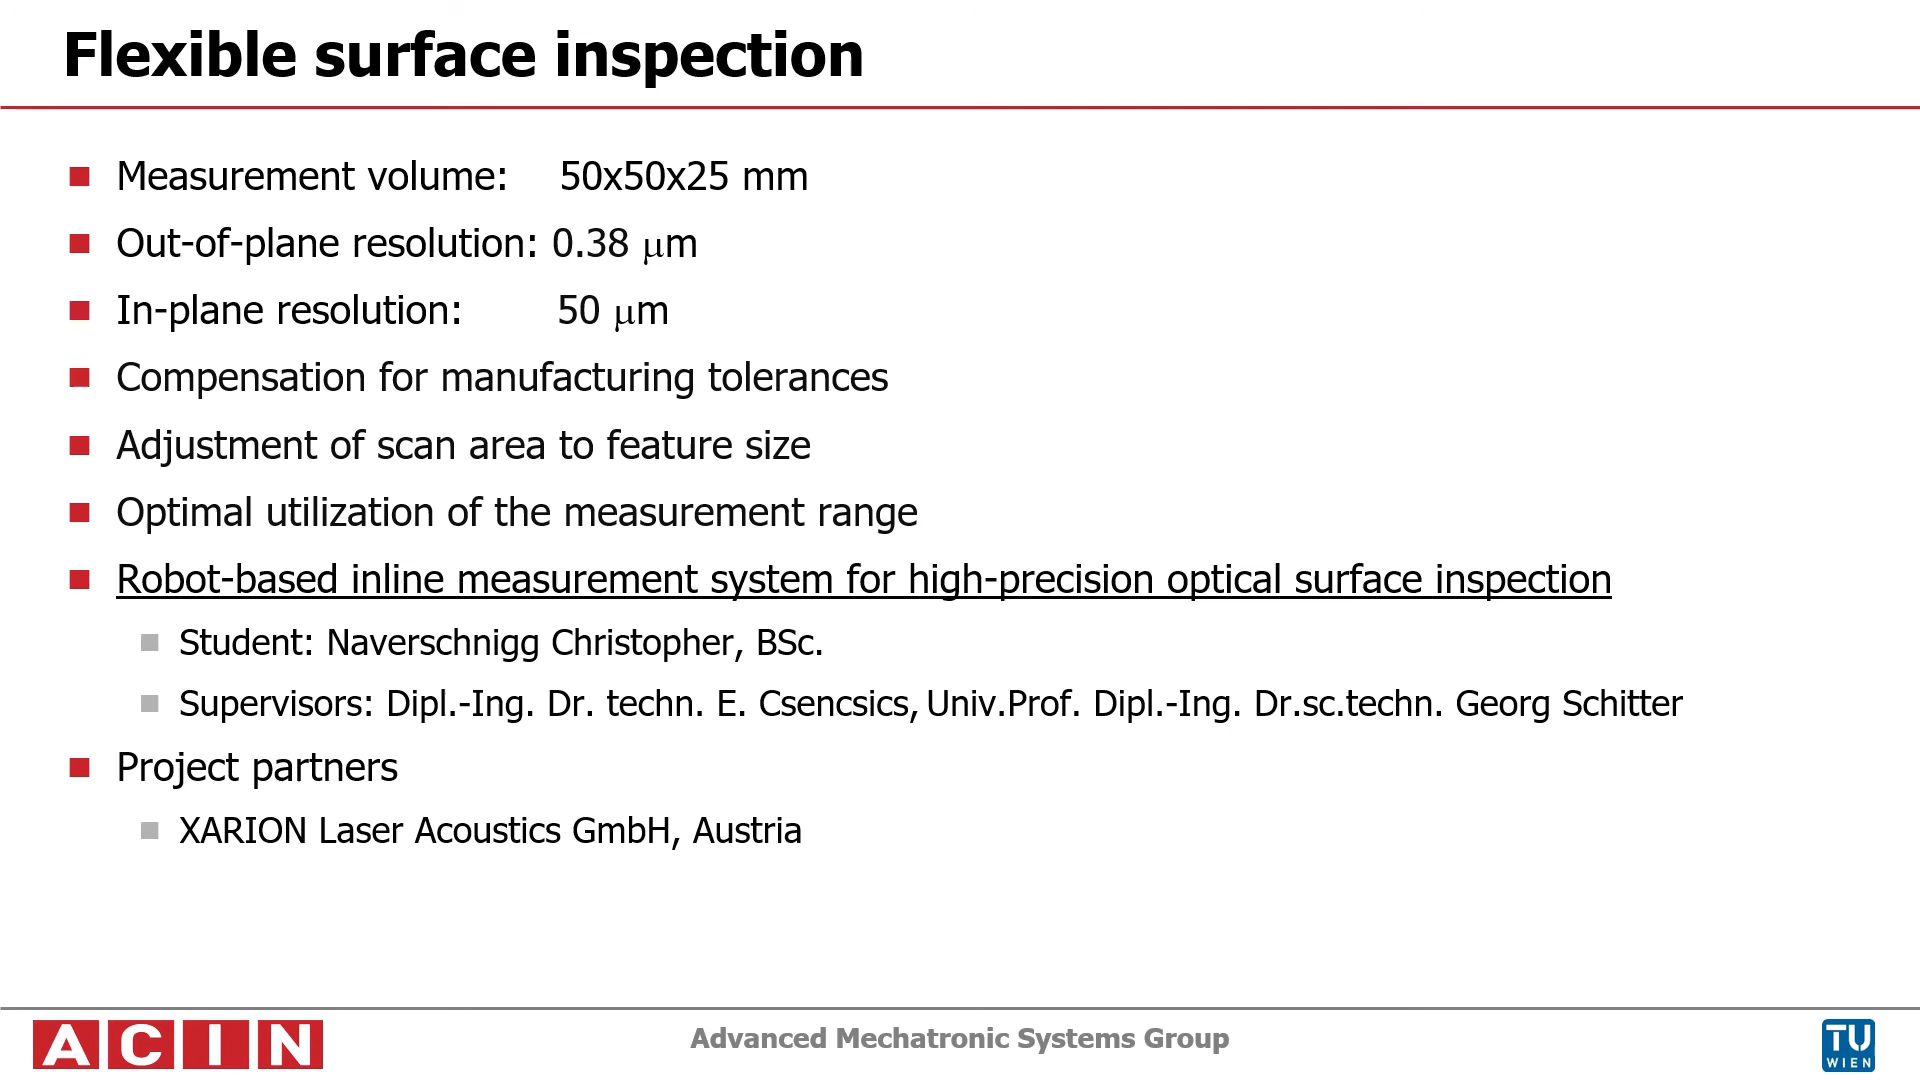 Flexible surface inspection
Measurement volume: 50x50x25 mm
Out-of-plane resolution: 0.38 μm
In-plane resolution: 50 μm
Compensation for manufacturing tolerances
Adjustment of scan area to feature size
Optimal utilization of the measurement range
Robot-based inline measurement system for high-precision optical surface inspection
Student: Naverschnigg Christopher, BSc.
Supervisors: Dipl.-Ing. Dr. techn. E. Csencsics, Univ.Prof. Dipl.-Ing. Dr.sc.techn. Georg Schitter
Project partners
XARION Laser Acoustics GmbH, Austria
ACIN
Advanced Mechatronic Systems Group
TU
WIEN